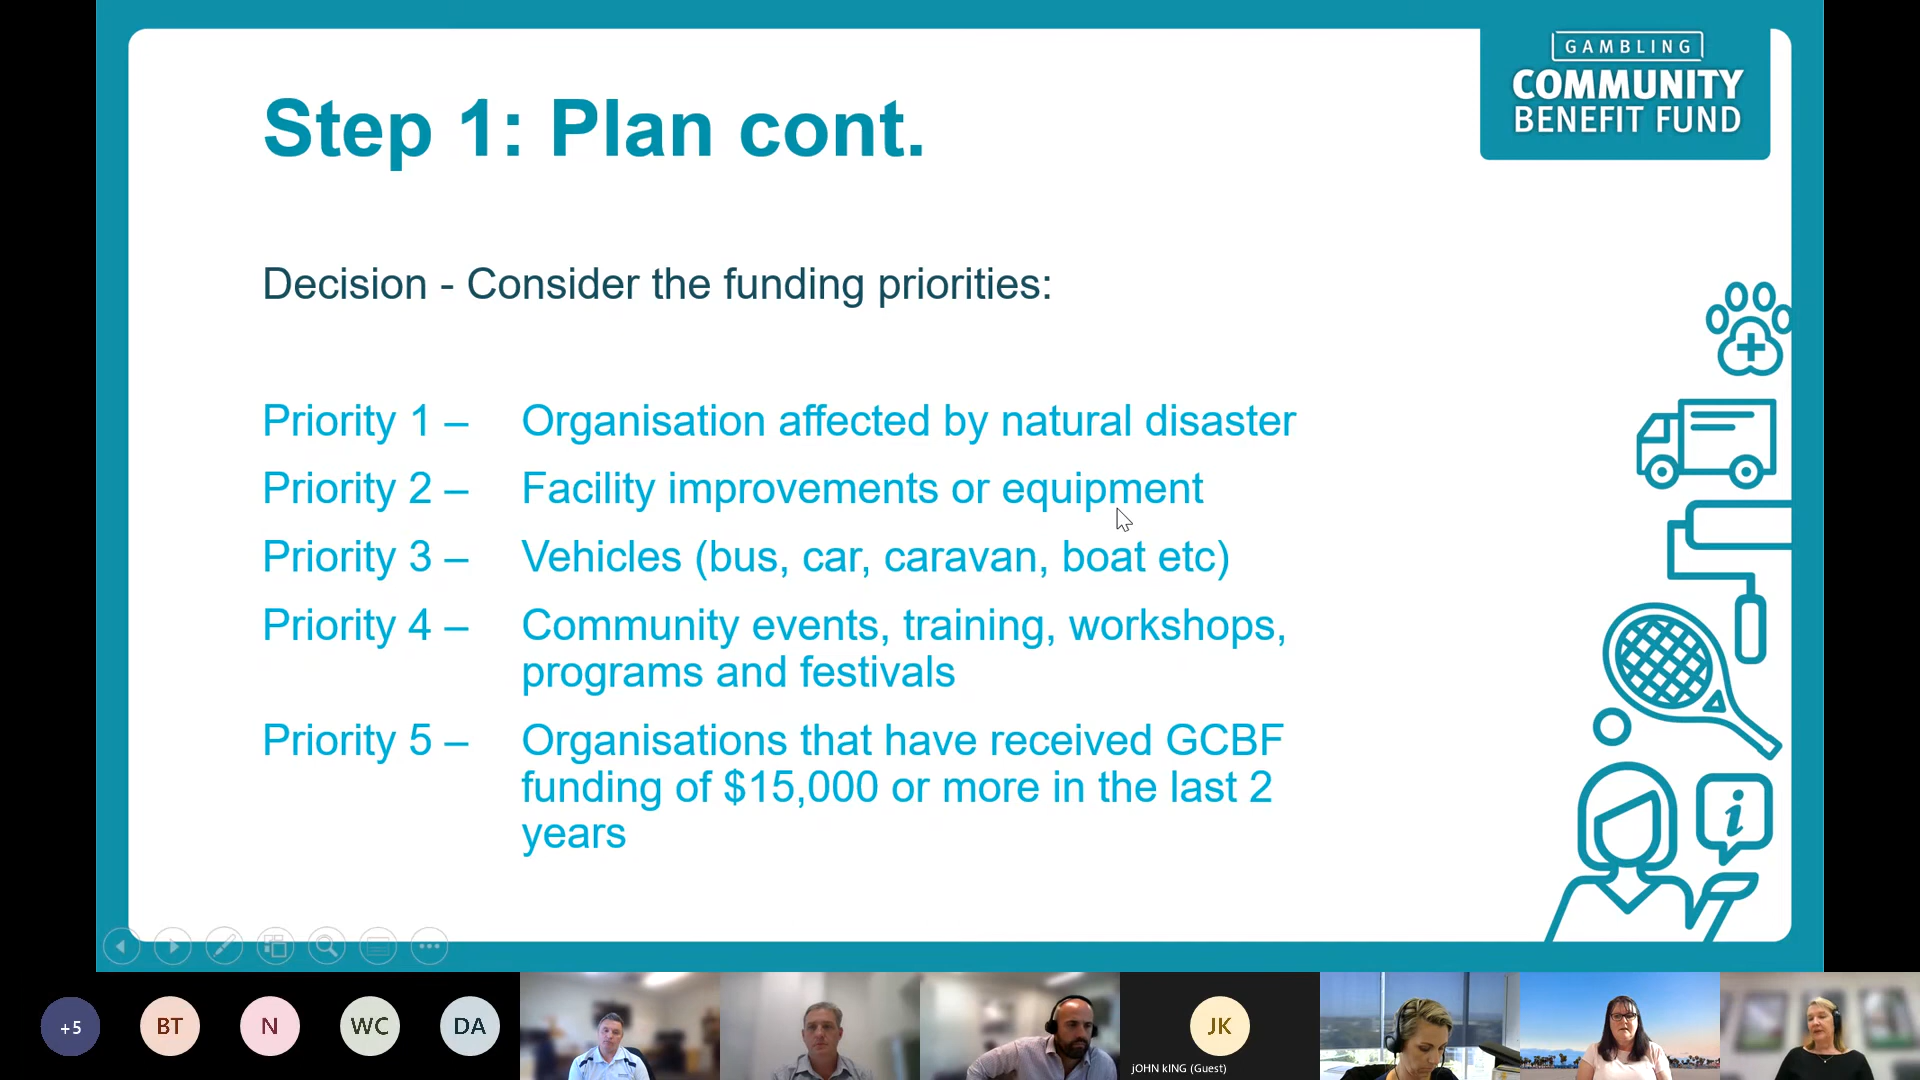 GAMBLING
COMMUNITY
BENEFIT FUND
Step 1: Plan cont.
Decision - Consider the funding priorities:
Priority 1 – Organisation affected by natural disaster
Priority 2 – Facility improvements or equipment
Priority 3 – Vehicles (bus, car, caravan, boat etc)
Priority 4 – Community events, training, workshops,
programs and festivals
Priority 5 – Organisations that have received GCBF
funding of $15,000 or more in the last 2
years
i
+5
BT
N
WC
DA
JK
jOHN kING (Guest)